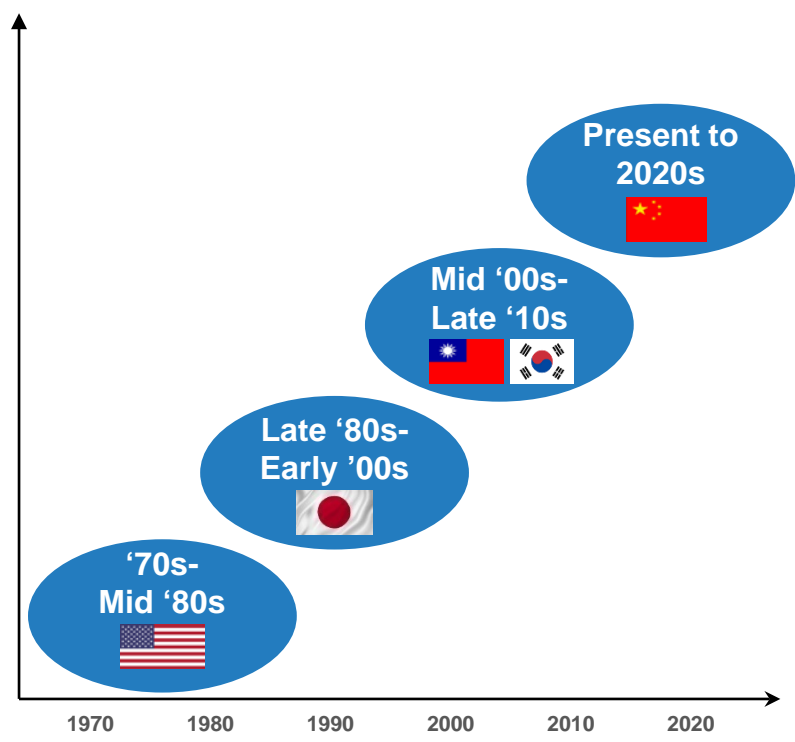 Present to
2020s
Mid ‘00s-
Late ‘10s
Late ‘80s-
Early ’00s
‘70s-
Mid ‘80s
1970 1980 1990 2000 2010 2020